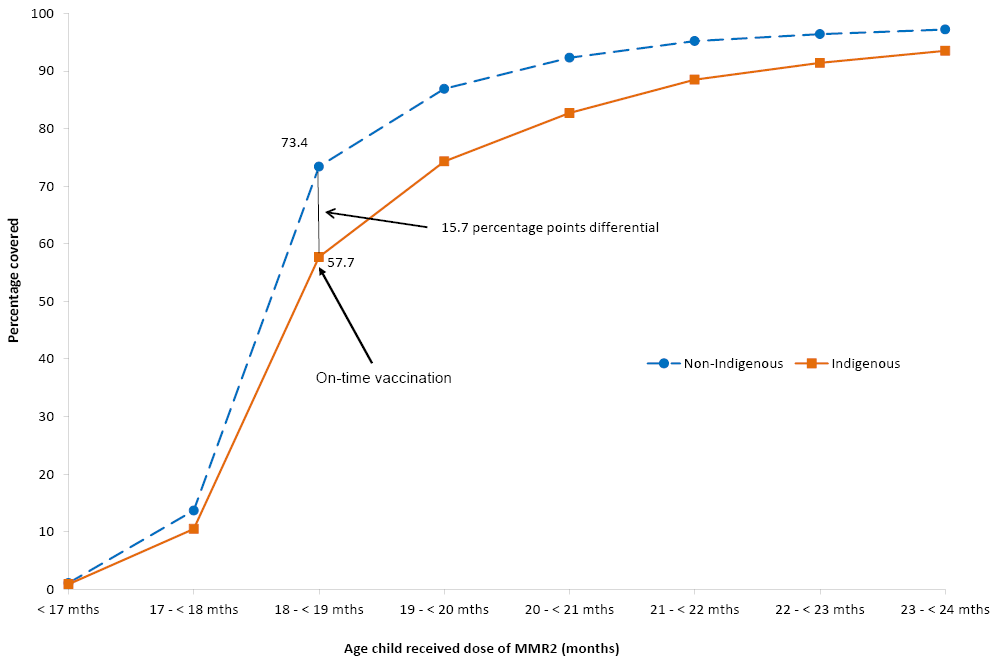 100
90
80
70
60
50
40
30
20
10
0
Percentage covered
73.4
15.7 percentage points differential
57.7
On-time vaccination
Non-Indigenous
Indigenous
< 17 mths
17 - < 18 mths
18 - < 19 mths
19 - < 20 mths
20 - < 21 mths
21 - < 22 mths
22 - < 23 mths
23 - < 24 mths
Age child received dose of MMR2 (months)